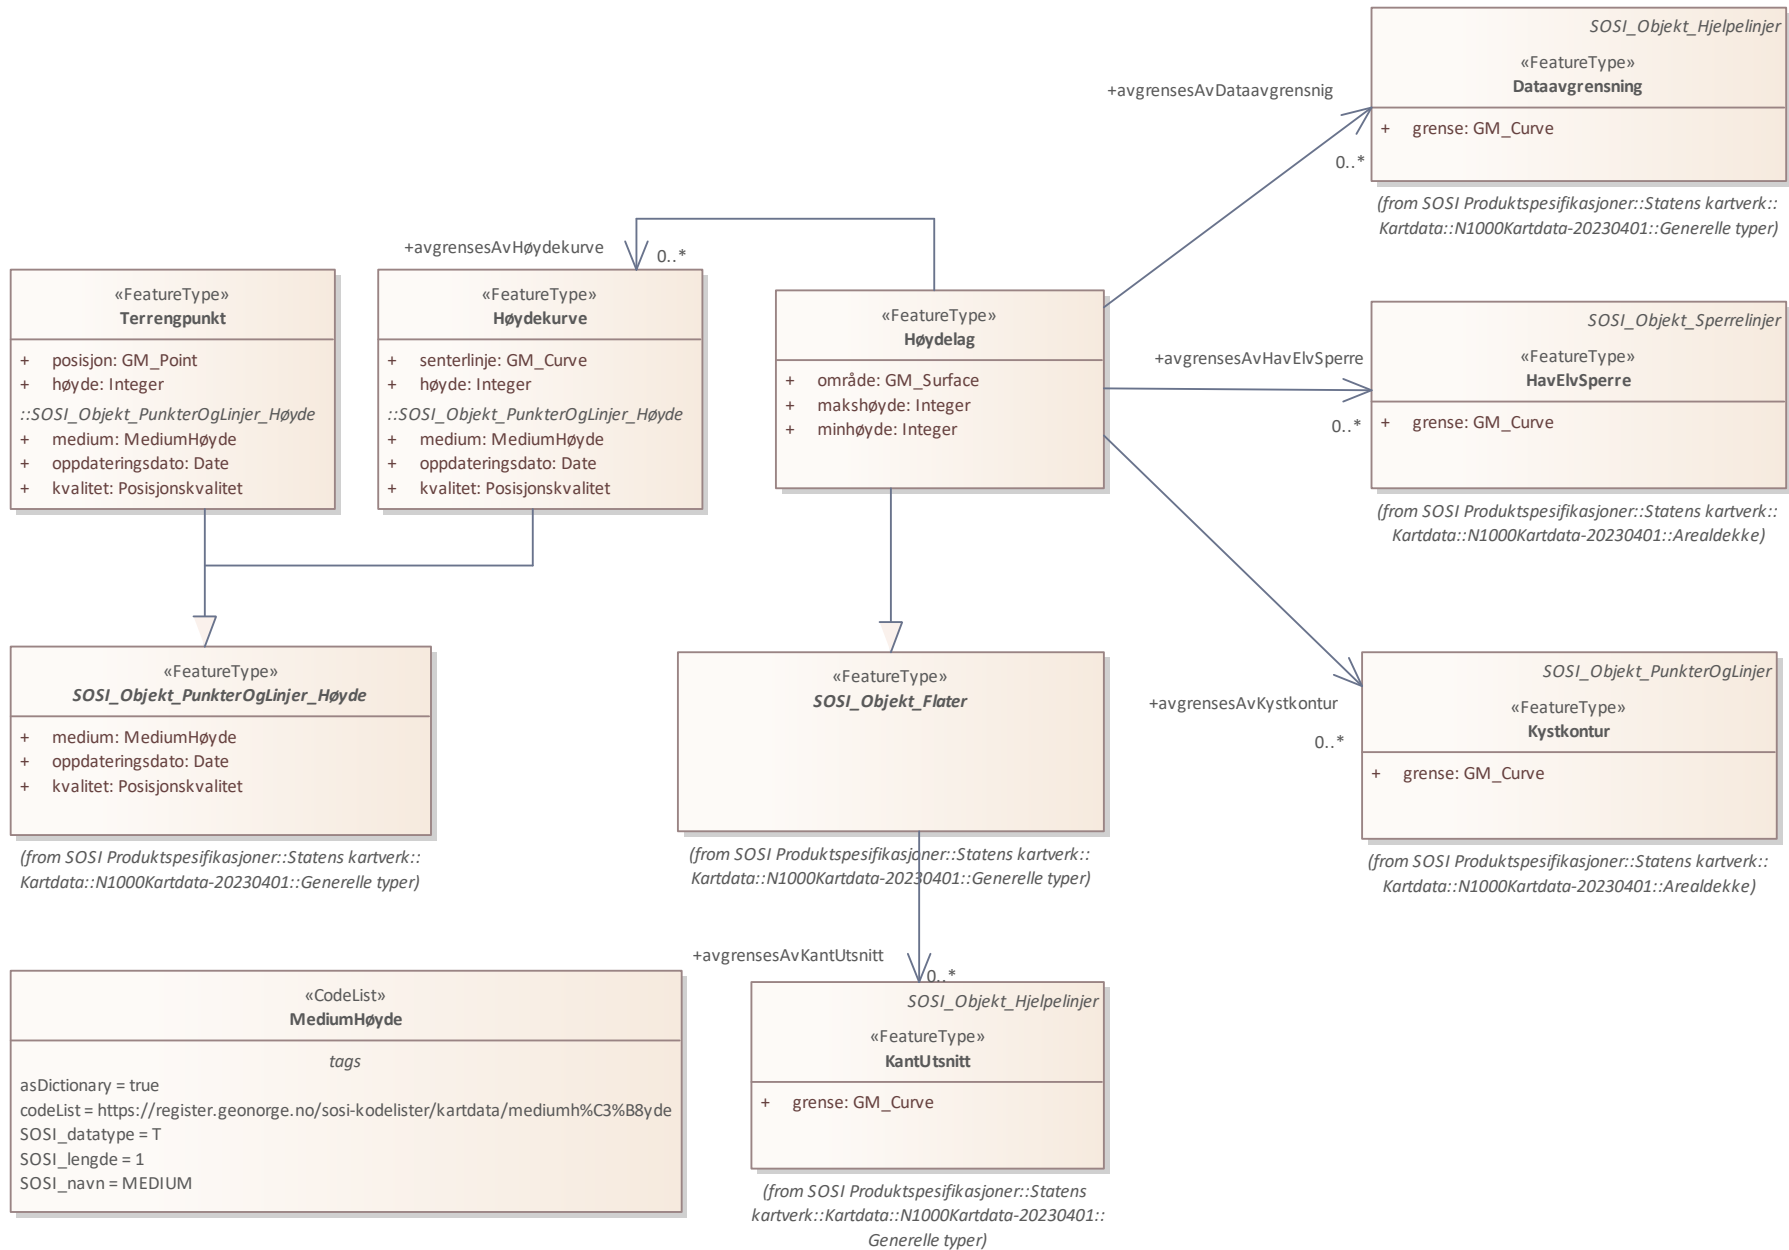 SOSI_Objekt_Hjelpelinjer
«FeatureType»
Dataavgrensning
+ grense: GM_Curve
(from SOSI Produktspesifikasjoner::Statens kartverk::
Kartdata::N1000Kartdata-20230401::Generelle typer)
+avgrensesAvDataavgrensnig
0..*
+avgrensesAvHøydekurve
0..*
«FeatureType»
Terrengpunkt
+ posisjon: GM_Point
+ høyde: Integer
::SOSI_Objekt_PunkterOgLinjer_Høyde
+ medium: MediumHøyde
+ oppdateringsdato: Date
+ kvalitet: Posisjonskvalitet
«FeatureType»
Høydekurve
+ senterlinje: GM_Curve
+ høyde: Integer
::SOSI_Objekt_PunkterOgLinjer_Høyde
+ medium: MediumHøyde
+ oppdateringsdato: Date
+ kvalitet: Posisjonskvalitet
«FeatureType»
Høydelag
+ område: GM_Surface
+ makshøyde: Integer
+ minhøyde: Integer
+avgrensesAvHavElvSperre
0..*
SOSI_Objekt_Sperrelinjer
«FeatureType»
HavElvSperre
+ grense: GM_Curve
(from SOSI Produktspesifikasjoner::Statens kartverk::
Kartdata::N1000Kartdata-20230401::Arealdekke)
«FeatureType»
SOSI_Objekt_PunkterOgLinjer_Høyde
+ medium: MediumHøyde
+ oppdateringsdato: Date
+ kvalitet: Posisjonskvalitet
(from SOSI Produktspesifikasjoner::Statens kartverk::
Kartdata::N1000Kartdata-20230401::Generelle typer)
«FeatureType»
SOSI_Objekt_Flater
(from SOSI Produktspesifikasjoner::Statens kartverk::
Kartdata::N1000Kartdata-20230401::Generelle typer)
+avgrensesAvKystkontur
0..*
SOSI_Objekt_PunkterOgLinjer
«FeatureType»
Kystkontur
+ grense: GM_Curve
(from SOSI Produktspesifikasjoner::Statens kartverk::
Kartdata::N1000Kartdata-20230401::Arealdekke)
«CodeList»
MediumHøyde
tags
asDictionary = true
codeList = https://register.geonorge.no/sosi-kodelister/kartdata/mediumh%C3%B8yde
SOSI_datatype = T
SOSI_lengde = 1
SOSI_navn = MEDIUM
+avgrensesAvKantUtsnitt
0..*
SOSI_Objekt_Hjelpelinjer
«FeatureType»
KantUtsnitt
+ grense: GM_Curve
(from SOSI Produktspesifikasjoner::Statens
kartverk::Kartdata::N1000Kartdata-20230401::
Generelle typer)